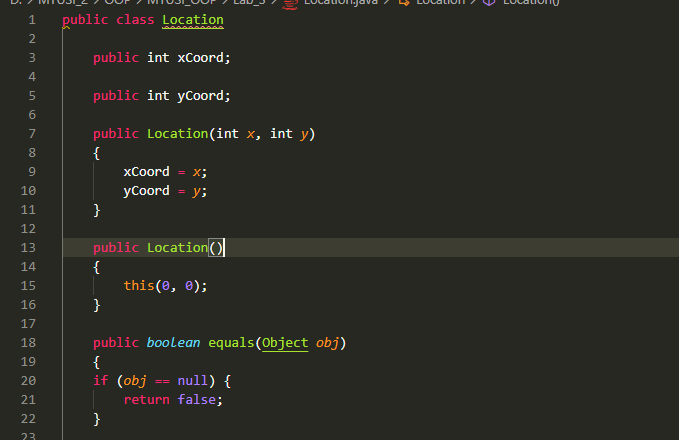 D: > MTUSI_2 > OOP > MTUSI_OOP > Lab_3 > Location.java > Location > Location()
1 public class Location
2
3 public int xCoord;
4
5 public int yCoord;
6
7 public Location(int x, int y)
8 {
9 xCoord = x;
10 yCoord = y;
11 }
12
13 public Location()
14 {
15 this(0, 0);
16 }
17
18 public boolean equals(Object obj)
19 {
20 if (obj == null) {
21 return false;
22 }
23